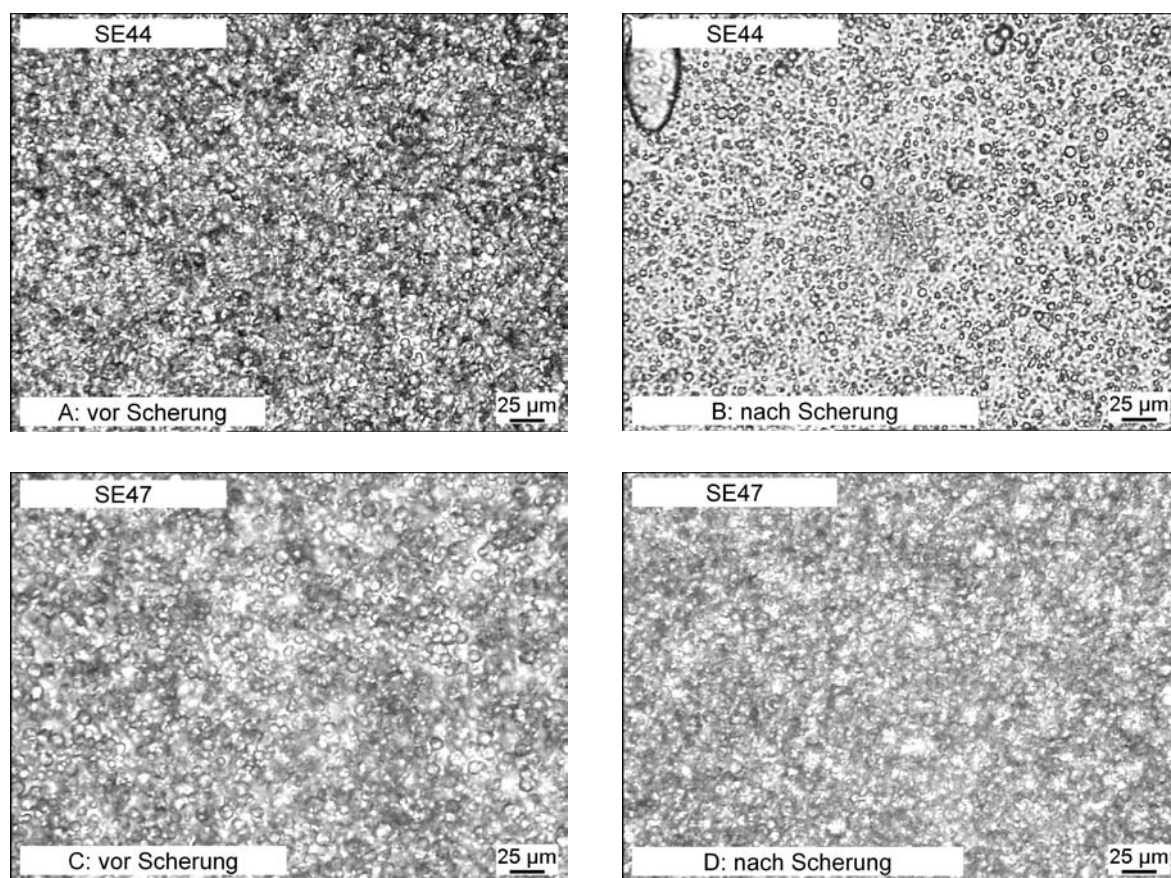 SE44
A: vor Scherung
25 µm
SE44
B: nach Scherung
25 µm
SE47
C: vor Scherung
25 µm
SE47
D: nach Scherung
25 µm